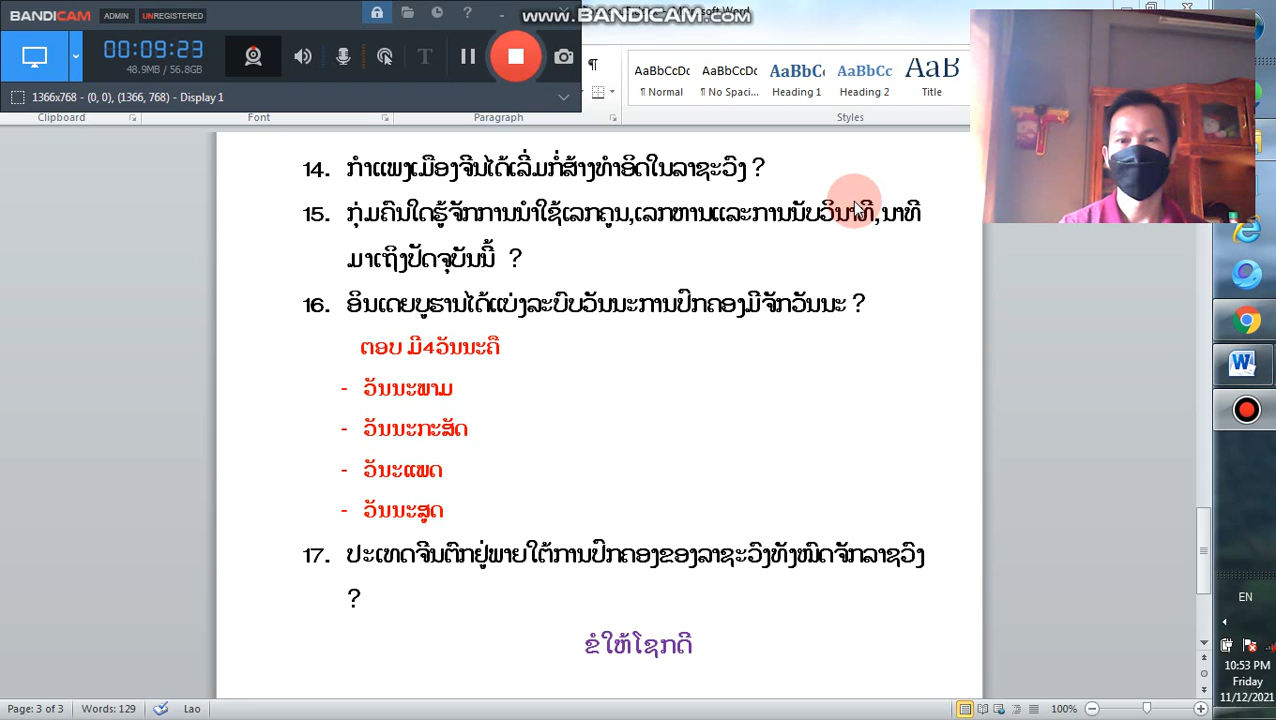 BANDICAM ADMIN UNREGISTERED
www.BANDICAM.com
00:09:23
48.9MB / 56.8GB
1366x768 - (0, 0), (1366, 768) - Display 1
AaBbCcDc AaBbCcDc AaBbC AaBbCc AaB
¶ Normal ¶ No Spaci... Heading 1 Heading 2 Title
Clipboard Font Paragraph Styles
14. ກຳແພງເມືອງຈີນໄດ້ເລີ່ມກໍ່ສ້າງທຳອິດໃນລາຊະວົງ ?
15. ກຸ່ມຄົນໃດຮູ້ຈັກການນຳໃຊ້ເລກຄູນ,ເລກຫານແລະການນັບວິນາທີ,ນາທີ
ມາເຖິງປັດຈຸບັນນີ້ ?
16. ອິນເດຍບູຮານໄດ້ແບ່ງລະບົບວັນນະການປົກຄອງມີຈັກວັນນະ ?
ຕອບ ມີ4ວັນນະຄື
- ວັນນະພາມ
- ວັນນະກະສັດ
- ວັນະແພດ
- ວັນນະສູດ
17. ປະເທດຈີນຕົກຢູ່ພາຍໃຕ້ການປົກຄອງຂອງລາຊະວົງທັງໝົດຈັກລາຊວົງ
?
ຂໍໃຫ້ໂຊກດີ
EN
10:53 PM
Friday
11/12/2021
Page: 3 of 3 Words: 129 Lao 100%